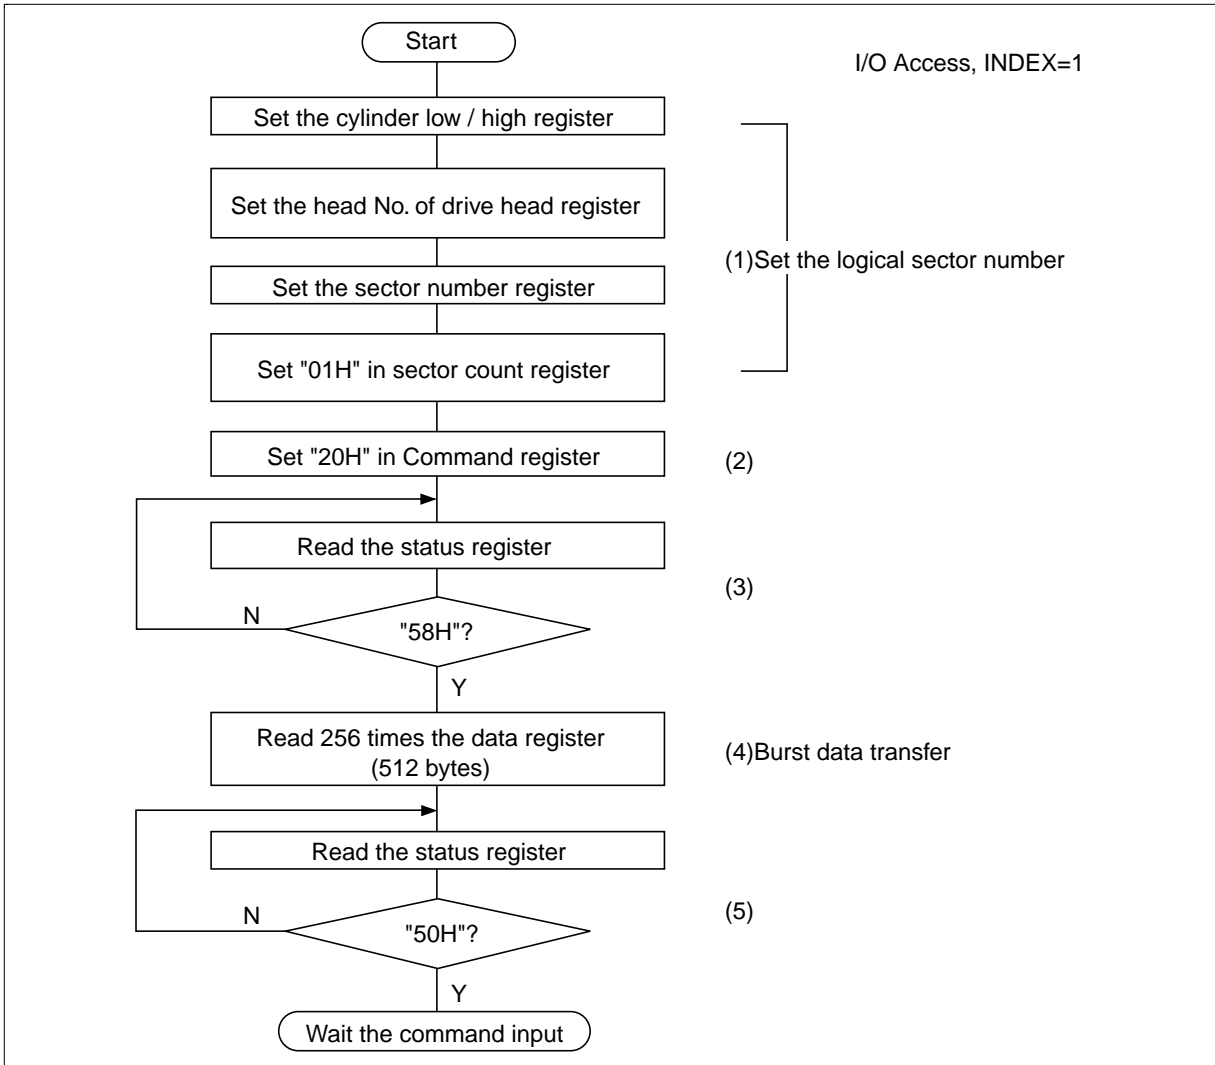 Start
I/O Access, INDEX=1
Set the cylinder low / high register
Set the head No. of drive head register
(1)Set the logical sector number
Set the sector number register
Set "01H" in sector count register
Set "20H" in Command register
(2)
Read the status register
(3)
N
"58H"?
Y
Read 256 times the data register
(512 bytes)
(4)Burst data transfer
Read the status register
N
(5)
"50H"?
Y
Wait the command input